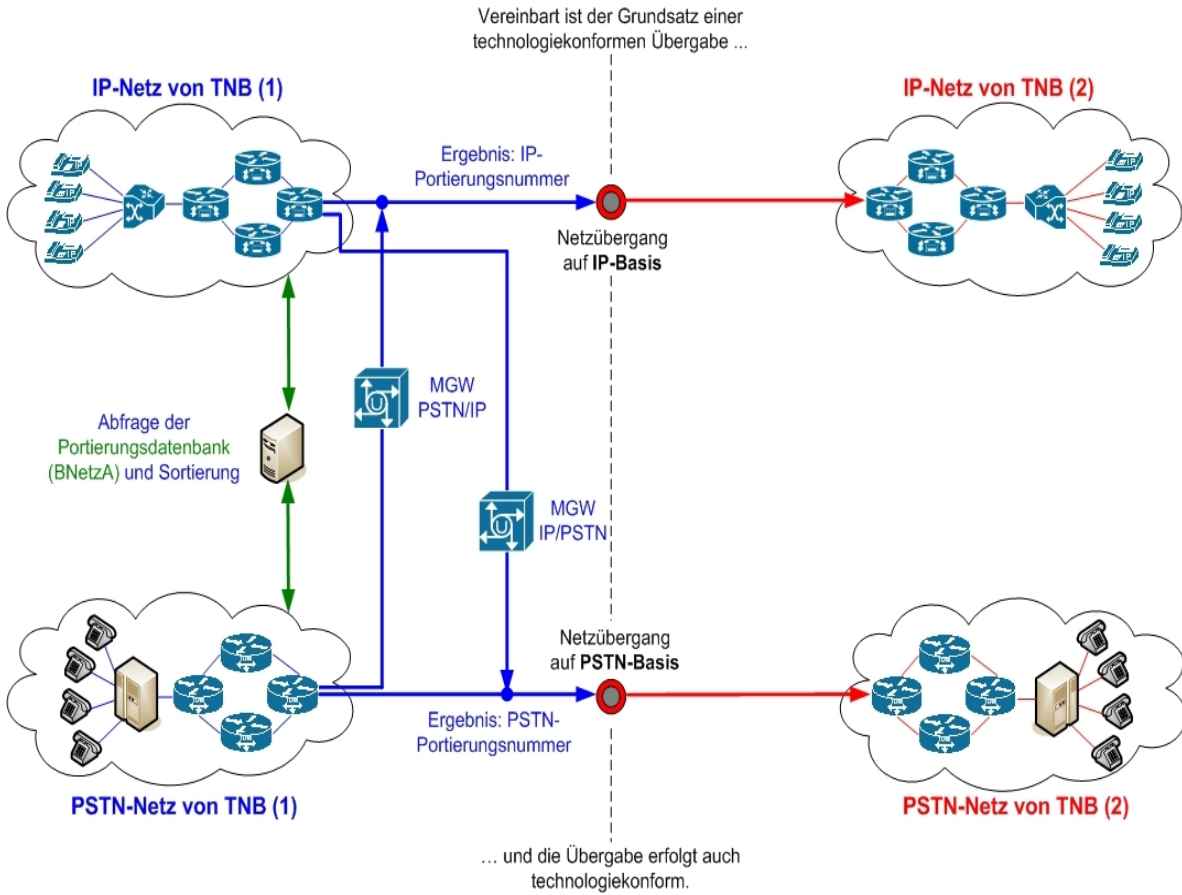 Vereinbart ist der Grundsatz einer
technologiekonformen Übergabe ...
IP-Netz von TNB (1)
IP-Netz von TNB (2)
Ergebnis: IP-
Portierungsnummer
Netzübergang
auf IP-Basis
MGW
PSTN/IP
Abfrage der
Portierungsdatenbank
(BNetzA) und Sortierung
MGW
IP/PSTN
Netzübergang
auf PSTN-Basis
Ergebnis: PSTN-
Portierungsnummer
PSTN-Netz von TNB (1)
PSTN-Netz von TNB (2)
... und die Übergabe erfolgt auch
technologiekonform.